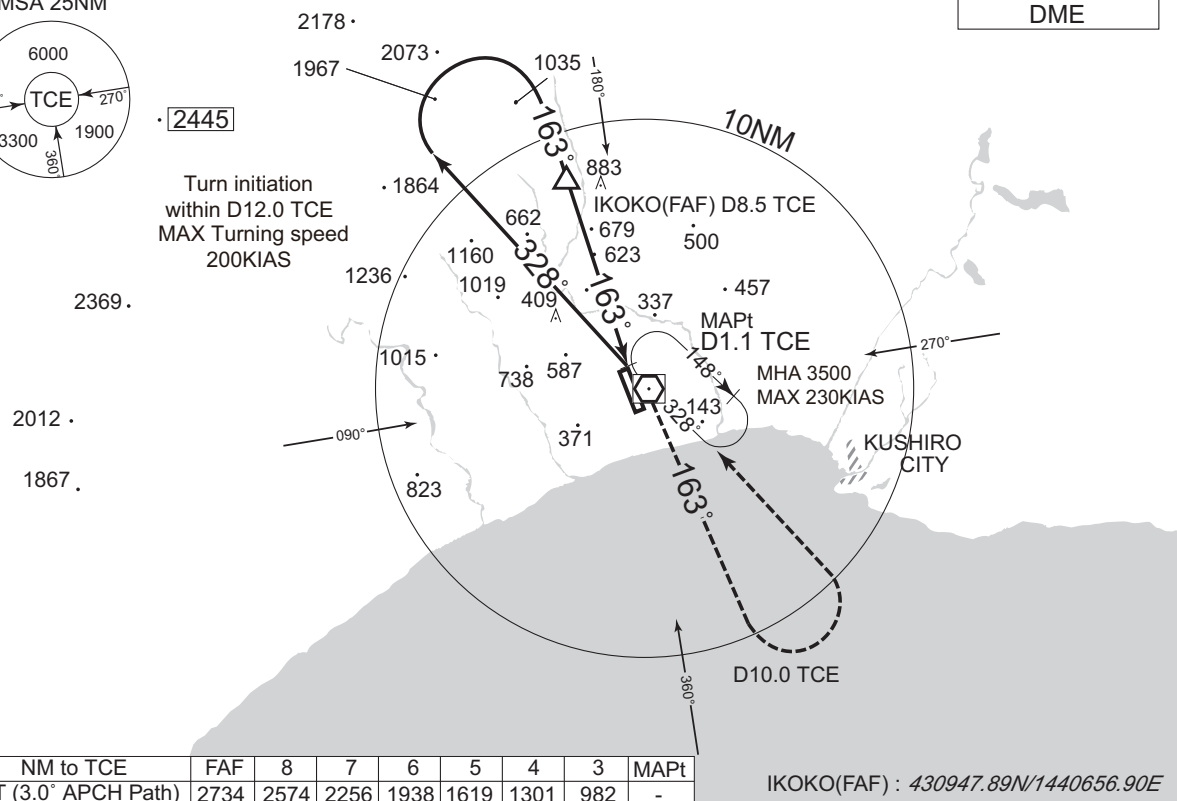 MSA 25NM
6000
TCE
270°
3300
1900
360°
DME
2178
2073
1967
1035
180°
2445
10NM
163°
883
Turn initiation
within D12.0 TCE
MAX Turning speed
200KIAS
1864
IKOKO(FAF) D8.5 TCE
662
679
500
623
1160
328°
1236
1019
409
163°
337
457
2369
MAPt
D1.1 TCE
270°
1015
148°
738
587
MHA 3500
MAX 230KIAS
328°
143
2012
090°
371
KUSHIRO
CITY
1867
823
163°
D10.0 TCE
360°
NM to TCE FAF 8 7 6 5 4 3 MAPt
T (3.0° APCH Path) 2734 2574 2256 1938 1619 1301 982 -
IKOKO(FAF) : 430947.89N/1440656.90E